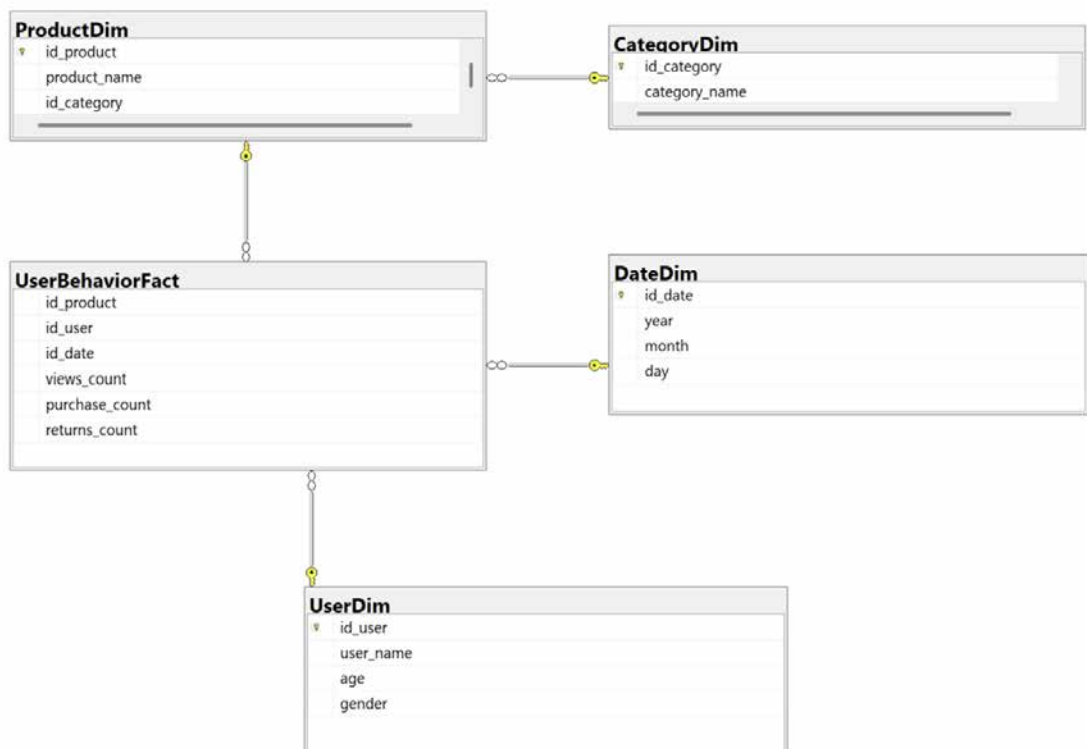 ProductDim
id_product
product_name
id_category
CategoryDim
id_category
category_name
UserBehaviorFact
id_product
id_user
id_date
views_count
purchase_count
returns_count
DateDim
id_date
year
month
day
UserDim
id_user
user_name
age
gender